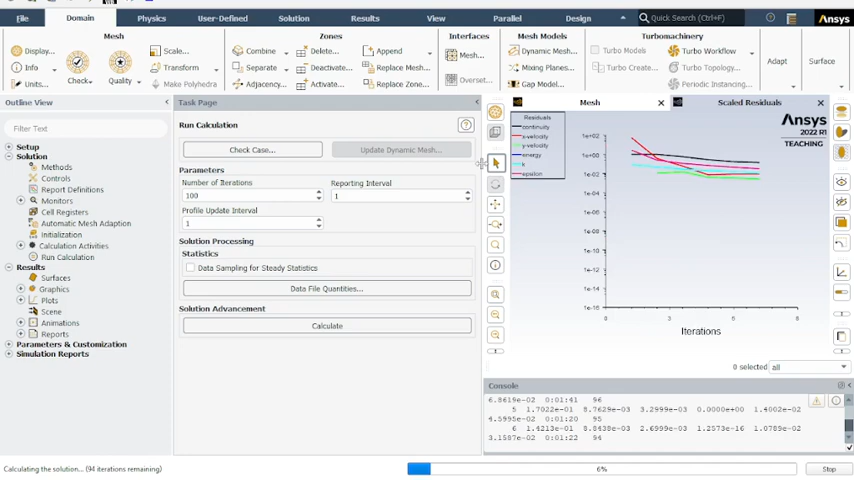 File Domain Physics User-Defined Solution Results View Parallel Design Quick Search (Ctrl+F) Ansys
Mesh Zones Interfaces Mesh Models Turbomachinery Adapt Surface
Display... Scale... Combine Delete... Append Mesh... Dynamic Mesh... Turbo Models Turbo Workflow
Info Check Quality Transform Separate Deactivate... Replace Mesh... Mixing Planes... Turbo Create... Turbo Topology...
Units... Make Polyhedra Adjacency... Activate... Replace Zone... Overset... Gap Model... Periodic Instancing...
Outline View
Filter Text
Setup
Solution
Methods
Controls
Report Definitions
Monitors
Cell Registers
Automatic Mesh Adaption
Initialization
Calculation Activities
Run Calculation
Results
Surfaces
Graphics
Plots
Scene
Animations
Reports
Parameters & Customization
Simulation Reports
Task Page
Run Calculation
Check Case... Update Dynamic Mesh...
Parameters
Number of Iterations Reporting Interval
100 1
Profile Update Interval
1
Solution Processing
Statistics
Data Sampling for Steady Statistics
Data File Quantities...
Solution Advancement
Calculate
Mesh Scaled Residuals
Residuals
continuity
x-velocity
y-velocity
energy
k
epsilon
Ansys
2022 R1
TEACHING
1e+02
1e+00
1e-02
1e-04
1e-06
1e-08
1e-10
1e-12
1e-14
1e-16
0 3 6 8
Iterations
0 selected all
Console
6.8619e-02 0:01:41 96
5 1.7022e-01 8.7629e-03 3.2999e-03 0.0000e+00 1.4002e-02
4.5995e-02 0:01:20 95
6 1.4213e-01 8.8438e-03 2.6999e-03 1.2573e-16 1.0789e-02
3.1587e-02 0:01:22 94
Calculating the solution... (94 iterations remaining) 6% Stop